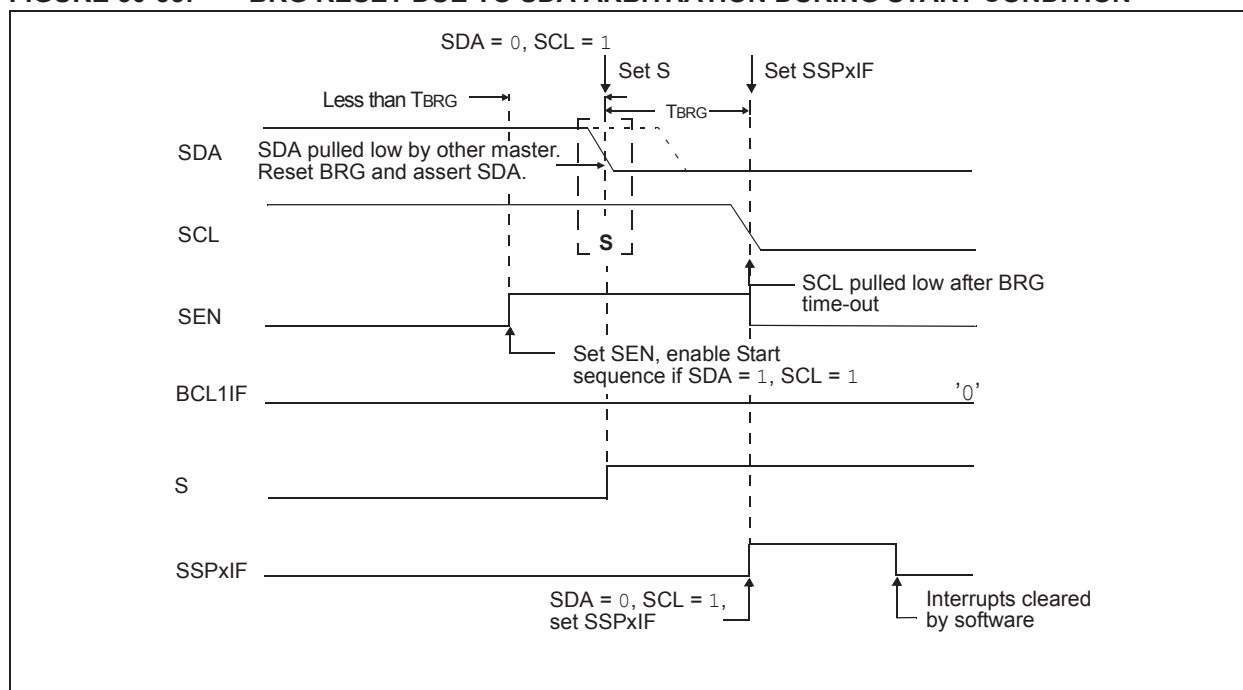 SDA = 0, SCL = 1
Set S
Set SSPxIF
Less than TBRG
TBRG
SDA
SDA pulled low by other master.
Reset BRG and assert SDA.
SCL
S
SCL pulled low after BRG
time-out
SEN
Set SEN, enable Start
sequence if SDA = 1, SCL = 1
BCL1IF
'0'
S
SSPxIF
SDA = 0, SCL = 1,
set SSPxIF
Interrupts cleared
by software